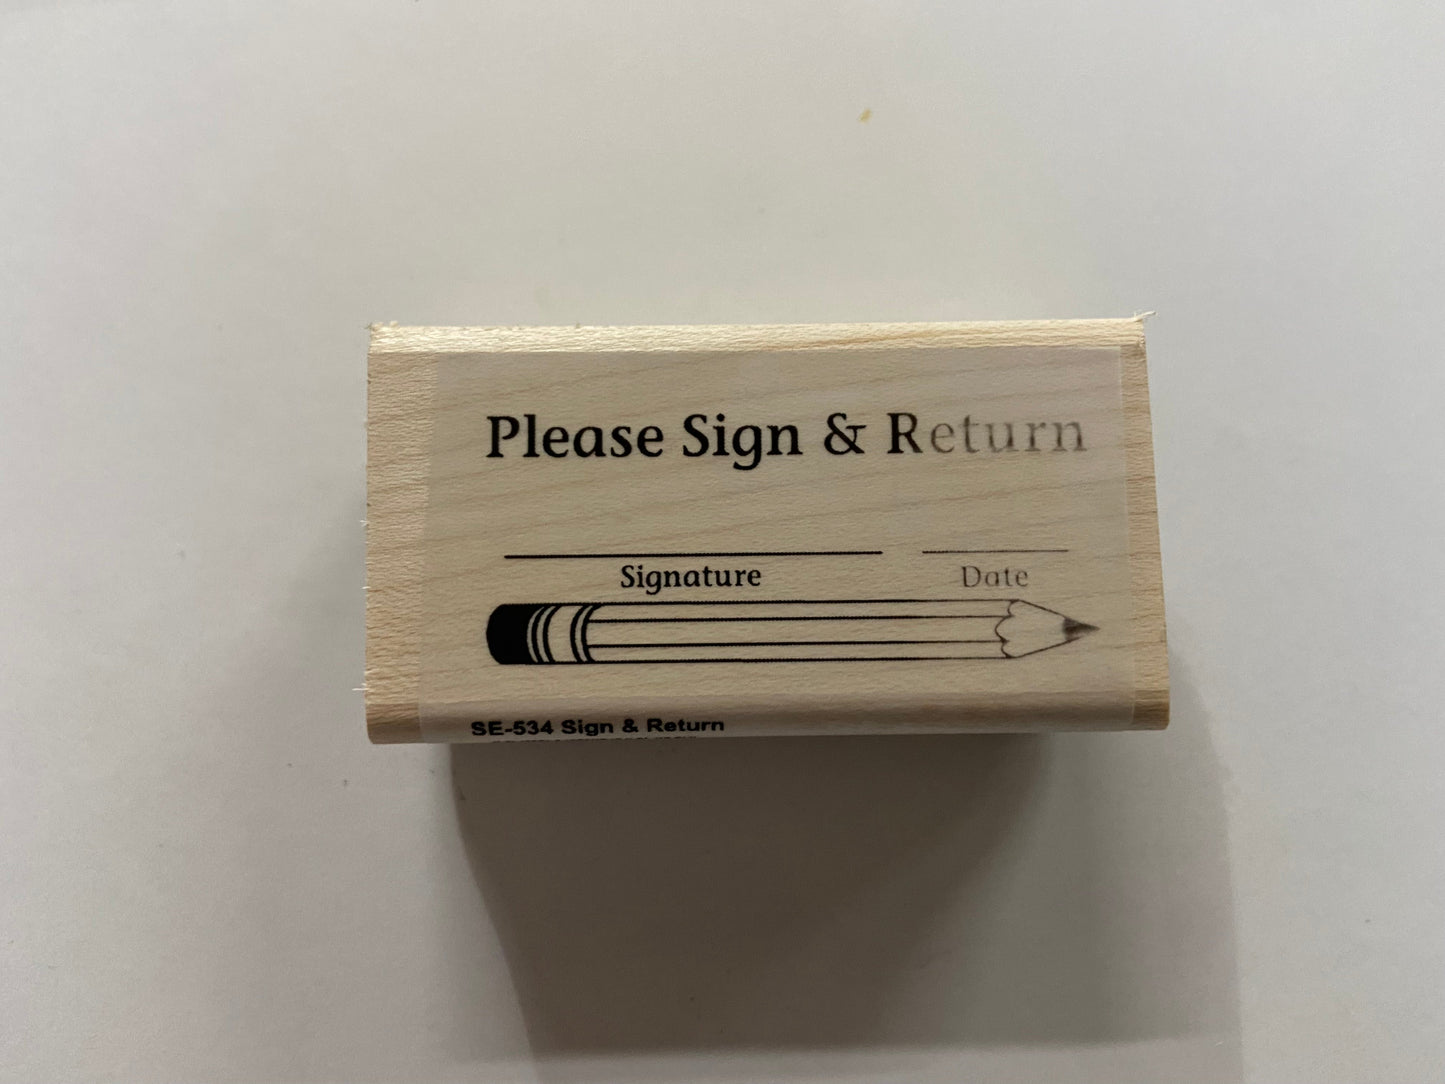 Please Sign & Return
Signature Date
SE-534 Sign & Return